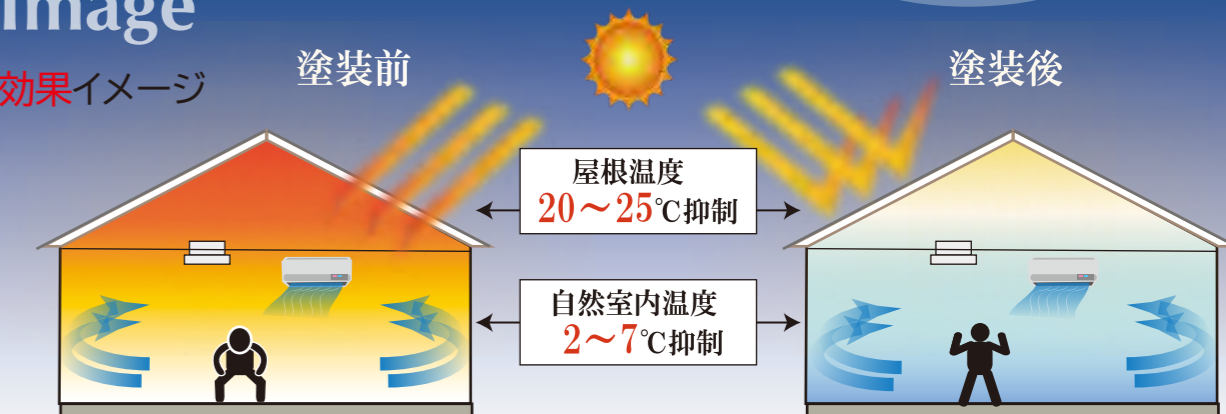 Image
効果イメージ
塗装前
塗装後
屋根温度
20〜25℃抑制
自然室内温度
2〜7℃抑制